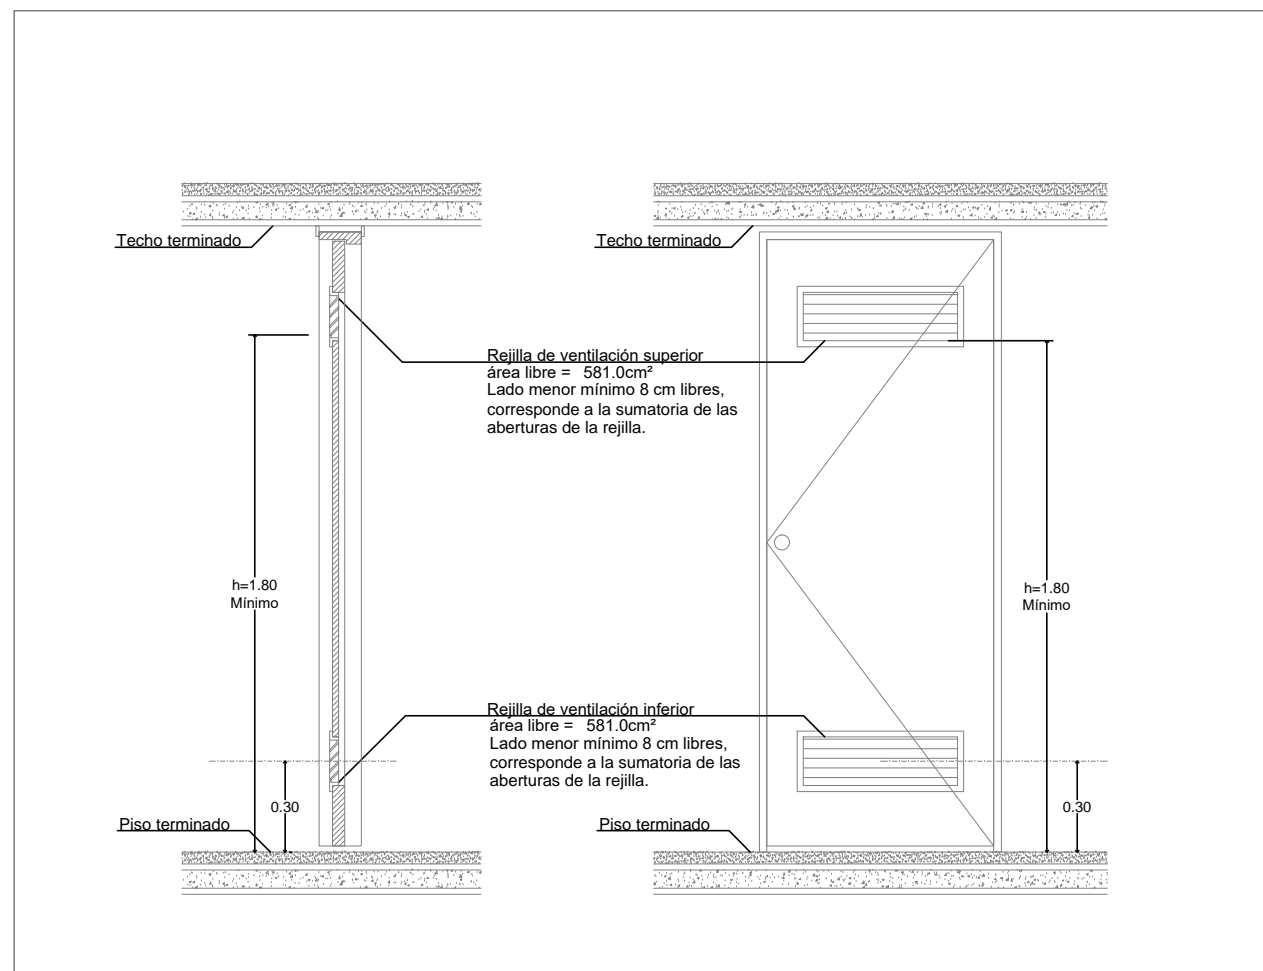 Techo terminado
Techo terminado
Rejilla de ventilación superior
área libre = 581.0cm²
Lado menor mínimo 8 cm libres,
corresponde a la sumatoria de las
aberturas de la rejilla.
h=1.80
Mínimo
h=1.80
Mínimo
Rejilla de ventilación inferior
área libre = 581.0cm²
Lado menor mínimo 8 cm libres,
corresponde a la sumatoria de las
aberturas de la rejilla.
0.30
0.30
Piso terminado
Piso terminado